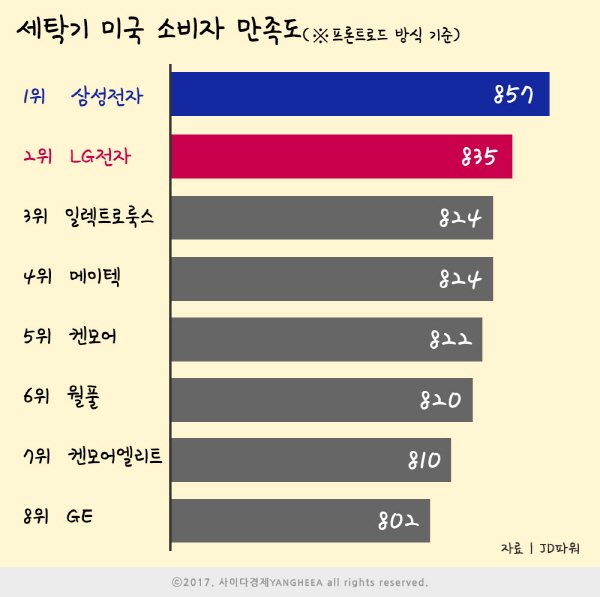 세탁기 미국 소비자 만족도(※프론트로드 방식 기준)
1위 삼성전자 857
2위 LG전자 835
3위 일렉트로룩스 824
4위 메이텍 824
5위 켄모어 822
6위 월풀 820
7위 켄모어엘리트 810
8위 GE 802
자료 | JD파워
©2017. 사이다경제YANGHEEA all rights reserved.